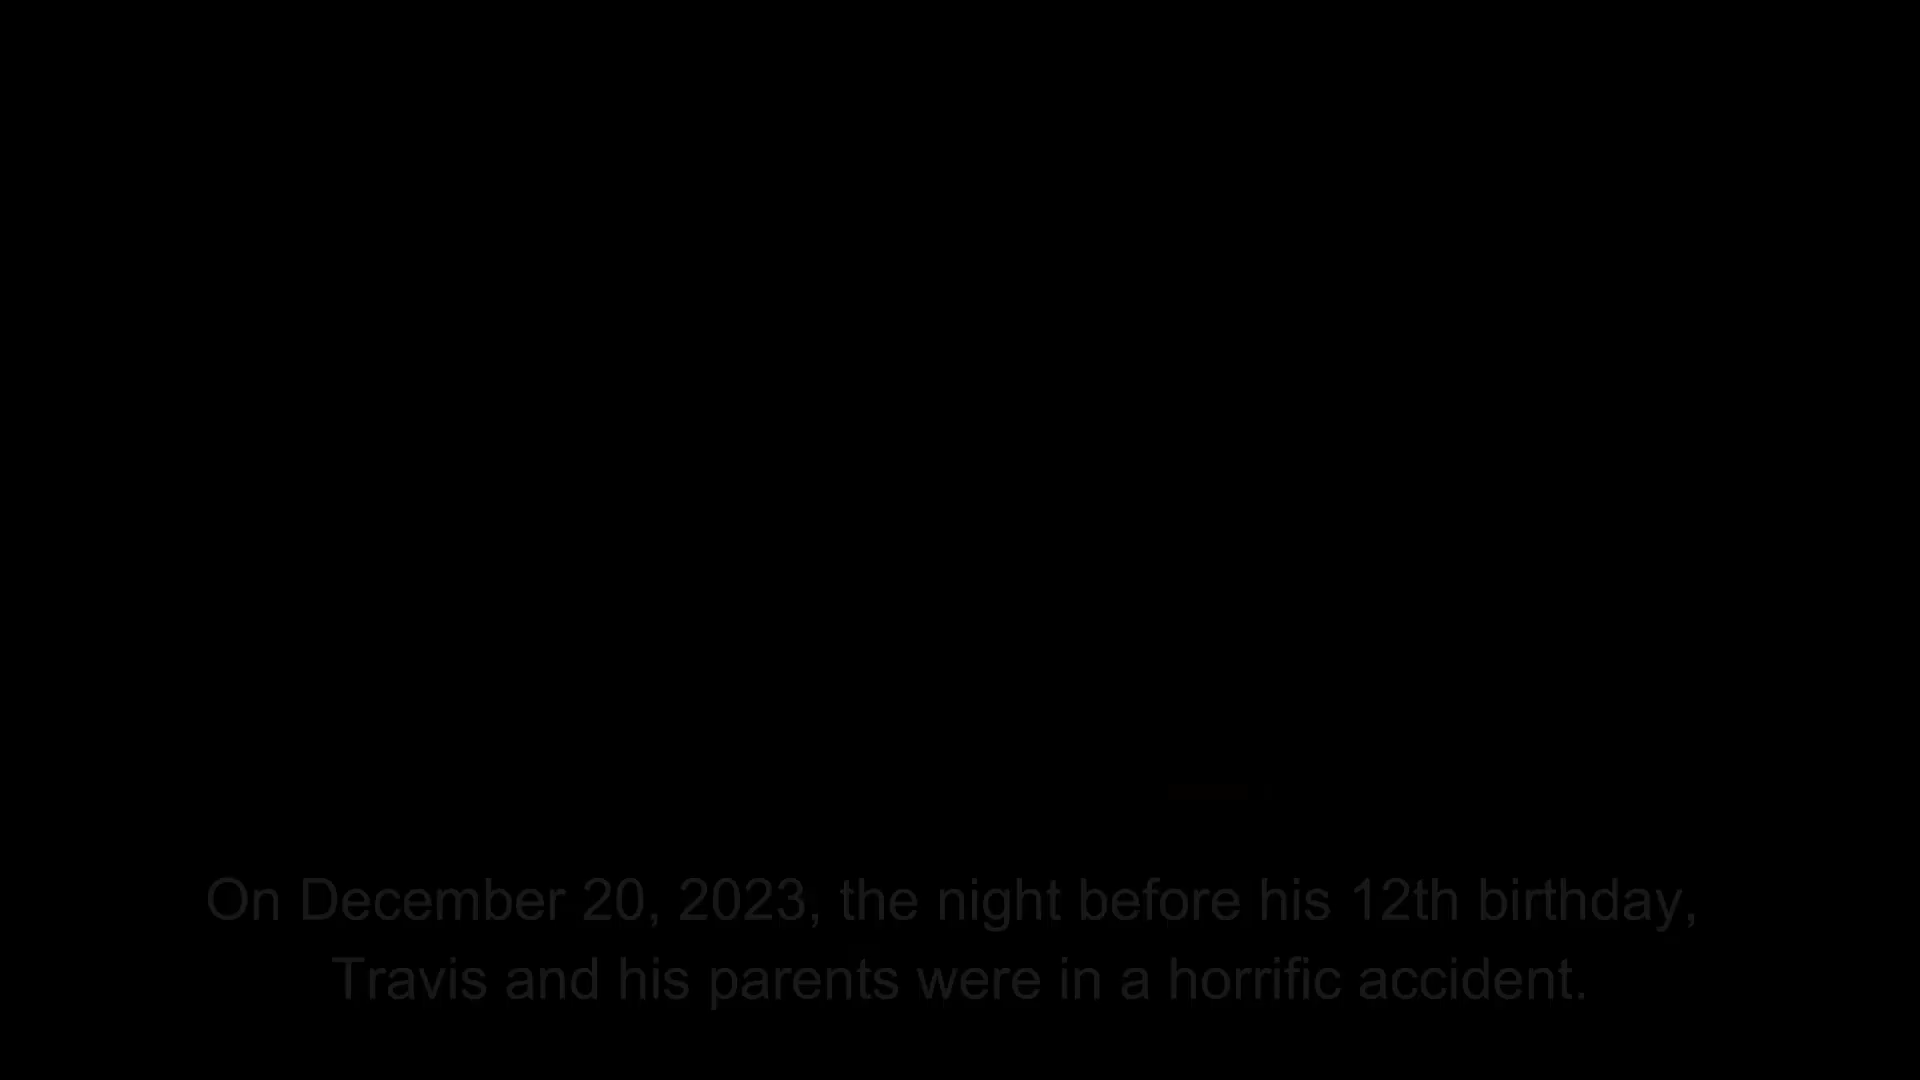 On December 20, 2023, the night before his 12th birthday,
Travis and his parents were in a horrific accident.